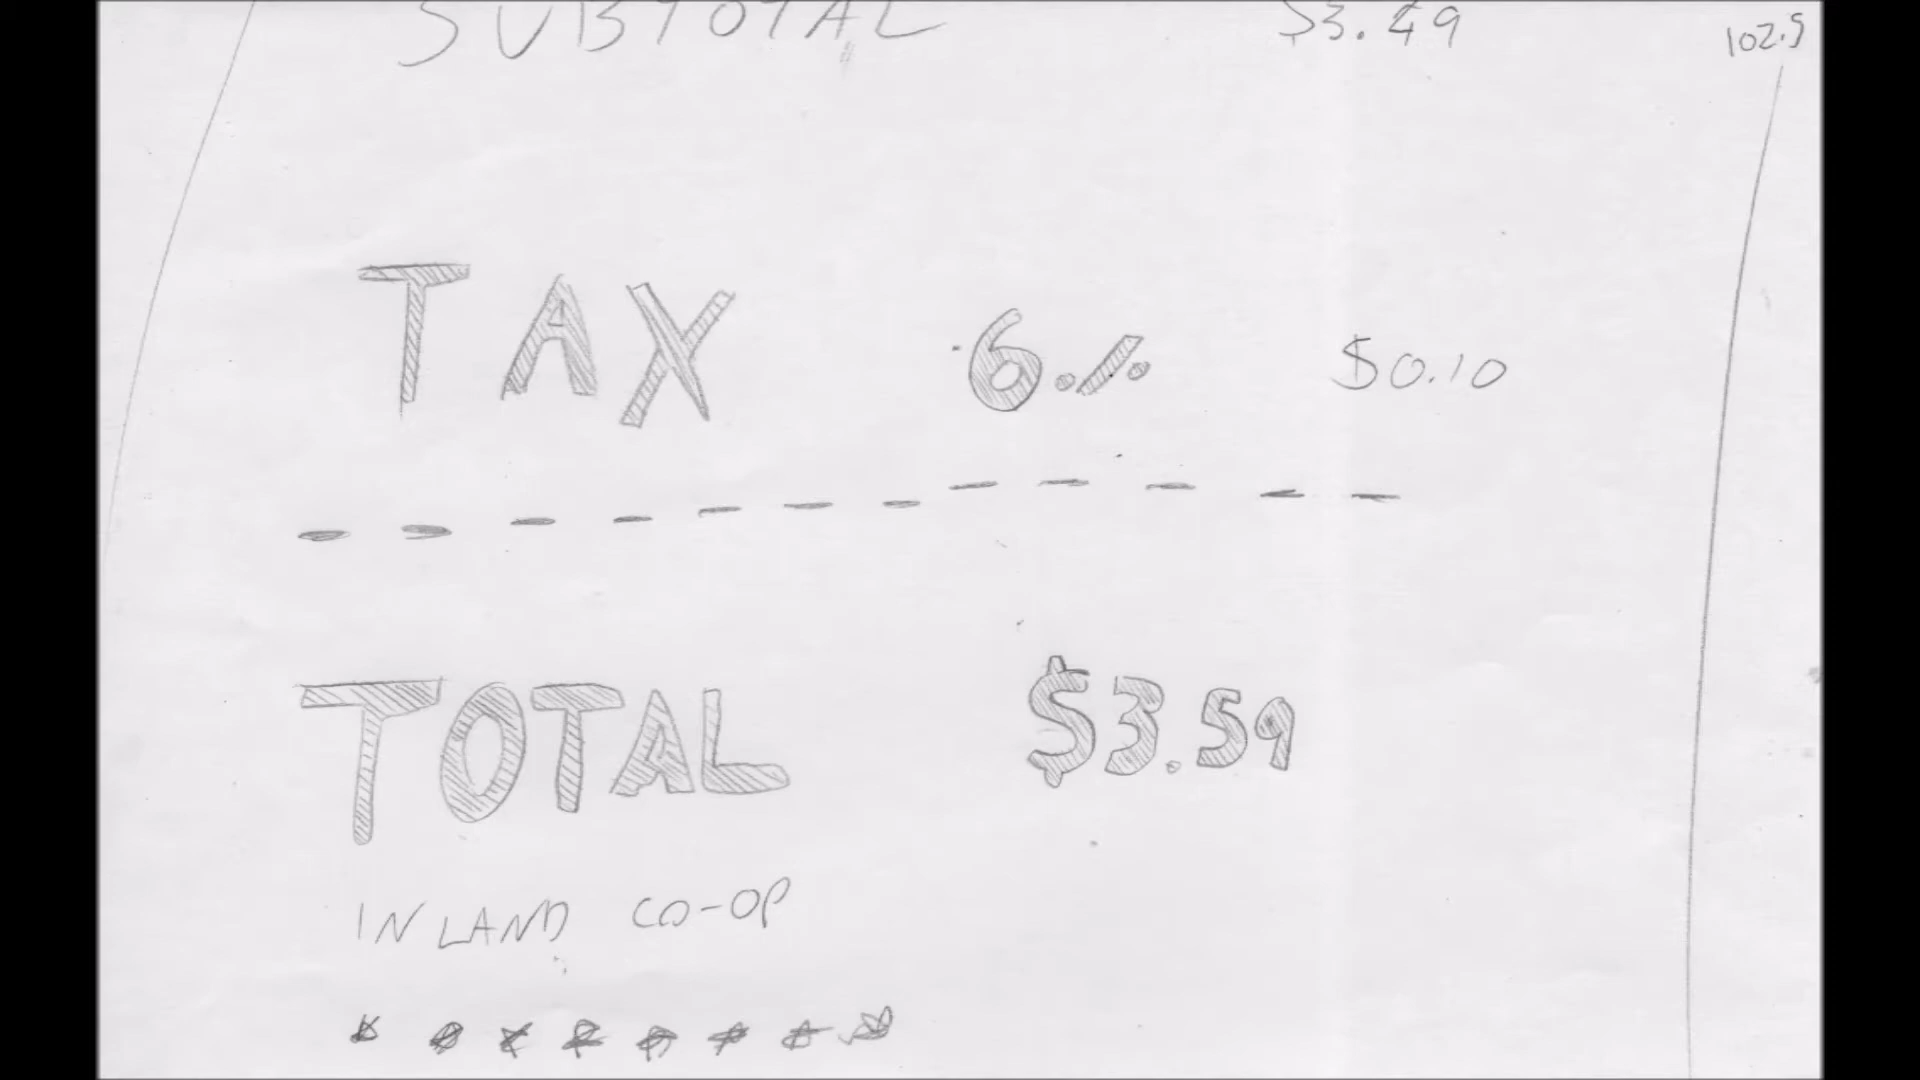 SUBTOTAL $3.49
102.5
TAX 6% $0.10
TOTAL $3.59
INLAND CO-OP